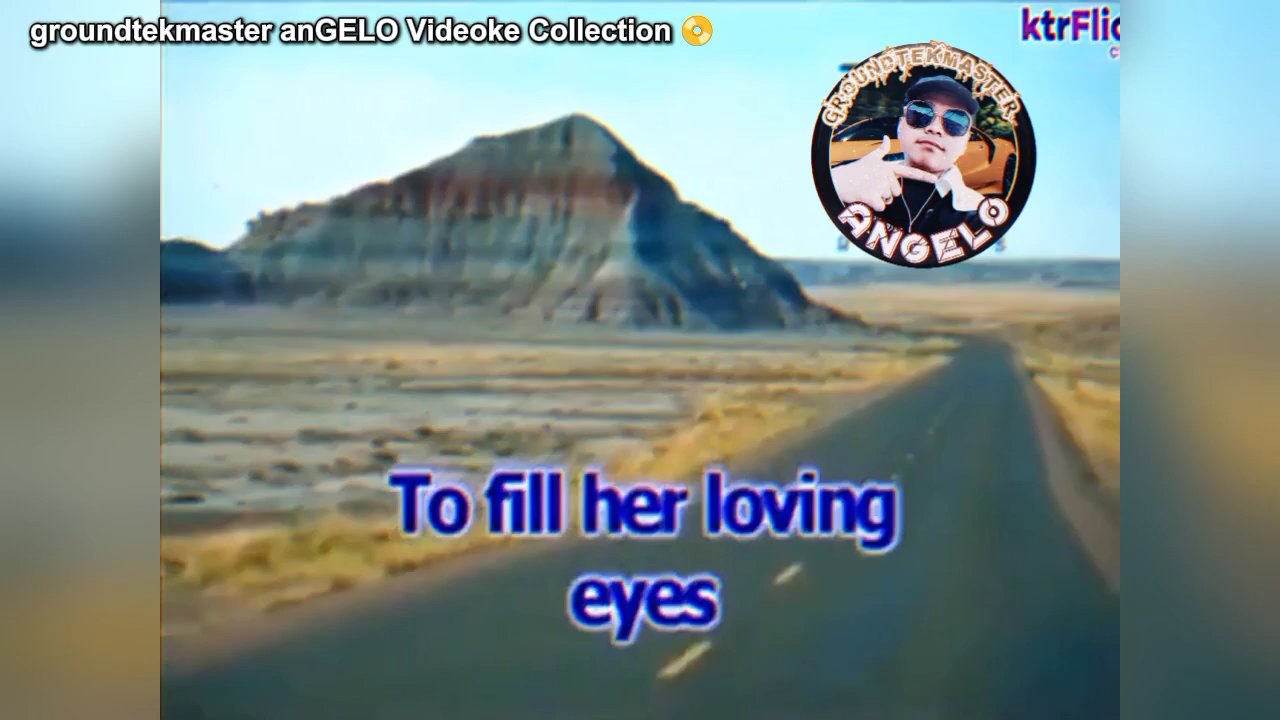 groundtekmaster anGELO Videoke Collection
ktrFlic
GROUNDTEKMASTER
ANGELO
To fill her loving
eyes